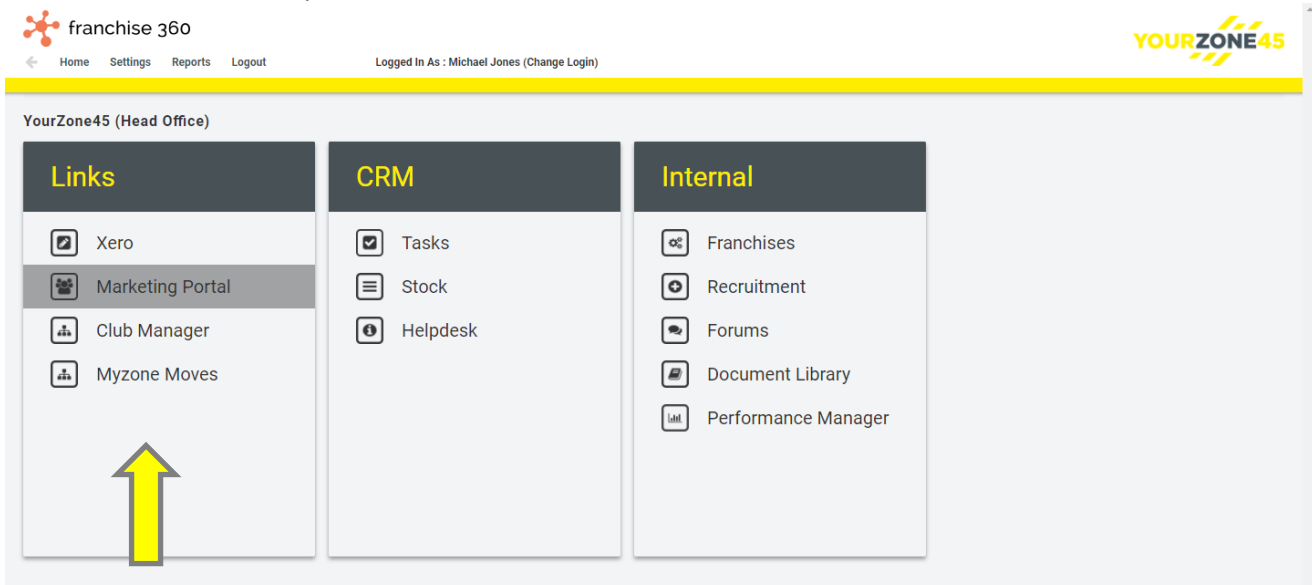 franchise 360
YOURZONE45
Home Settings Reports Logout Logged In As : Michael Jones (Change Login)
YourZone45 (Head Office)
Links
Xero
Marketing Portal
Club Manager
Myzone Moves
CRM
Tasks
Stock
Helpdesk
Internal
Franchises
Recruitment
Forums
Document Library
Performance Manager